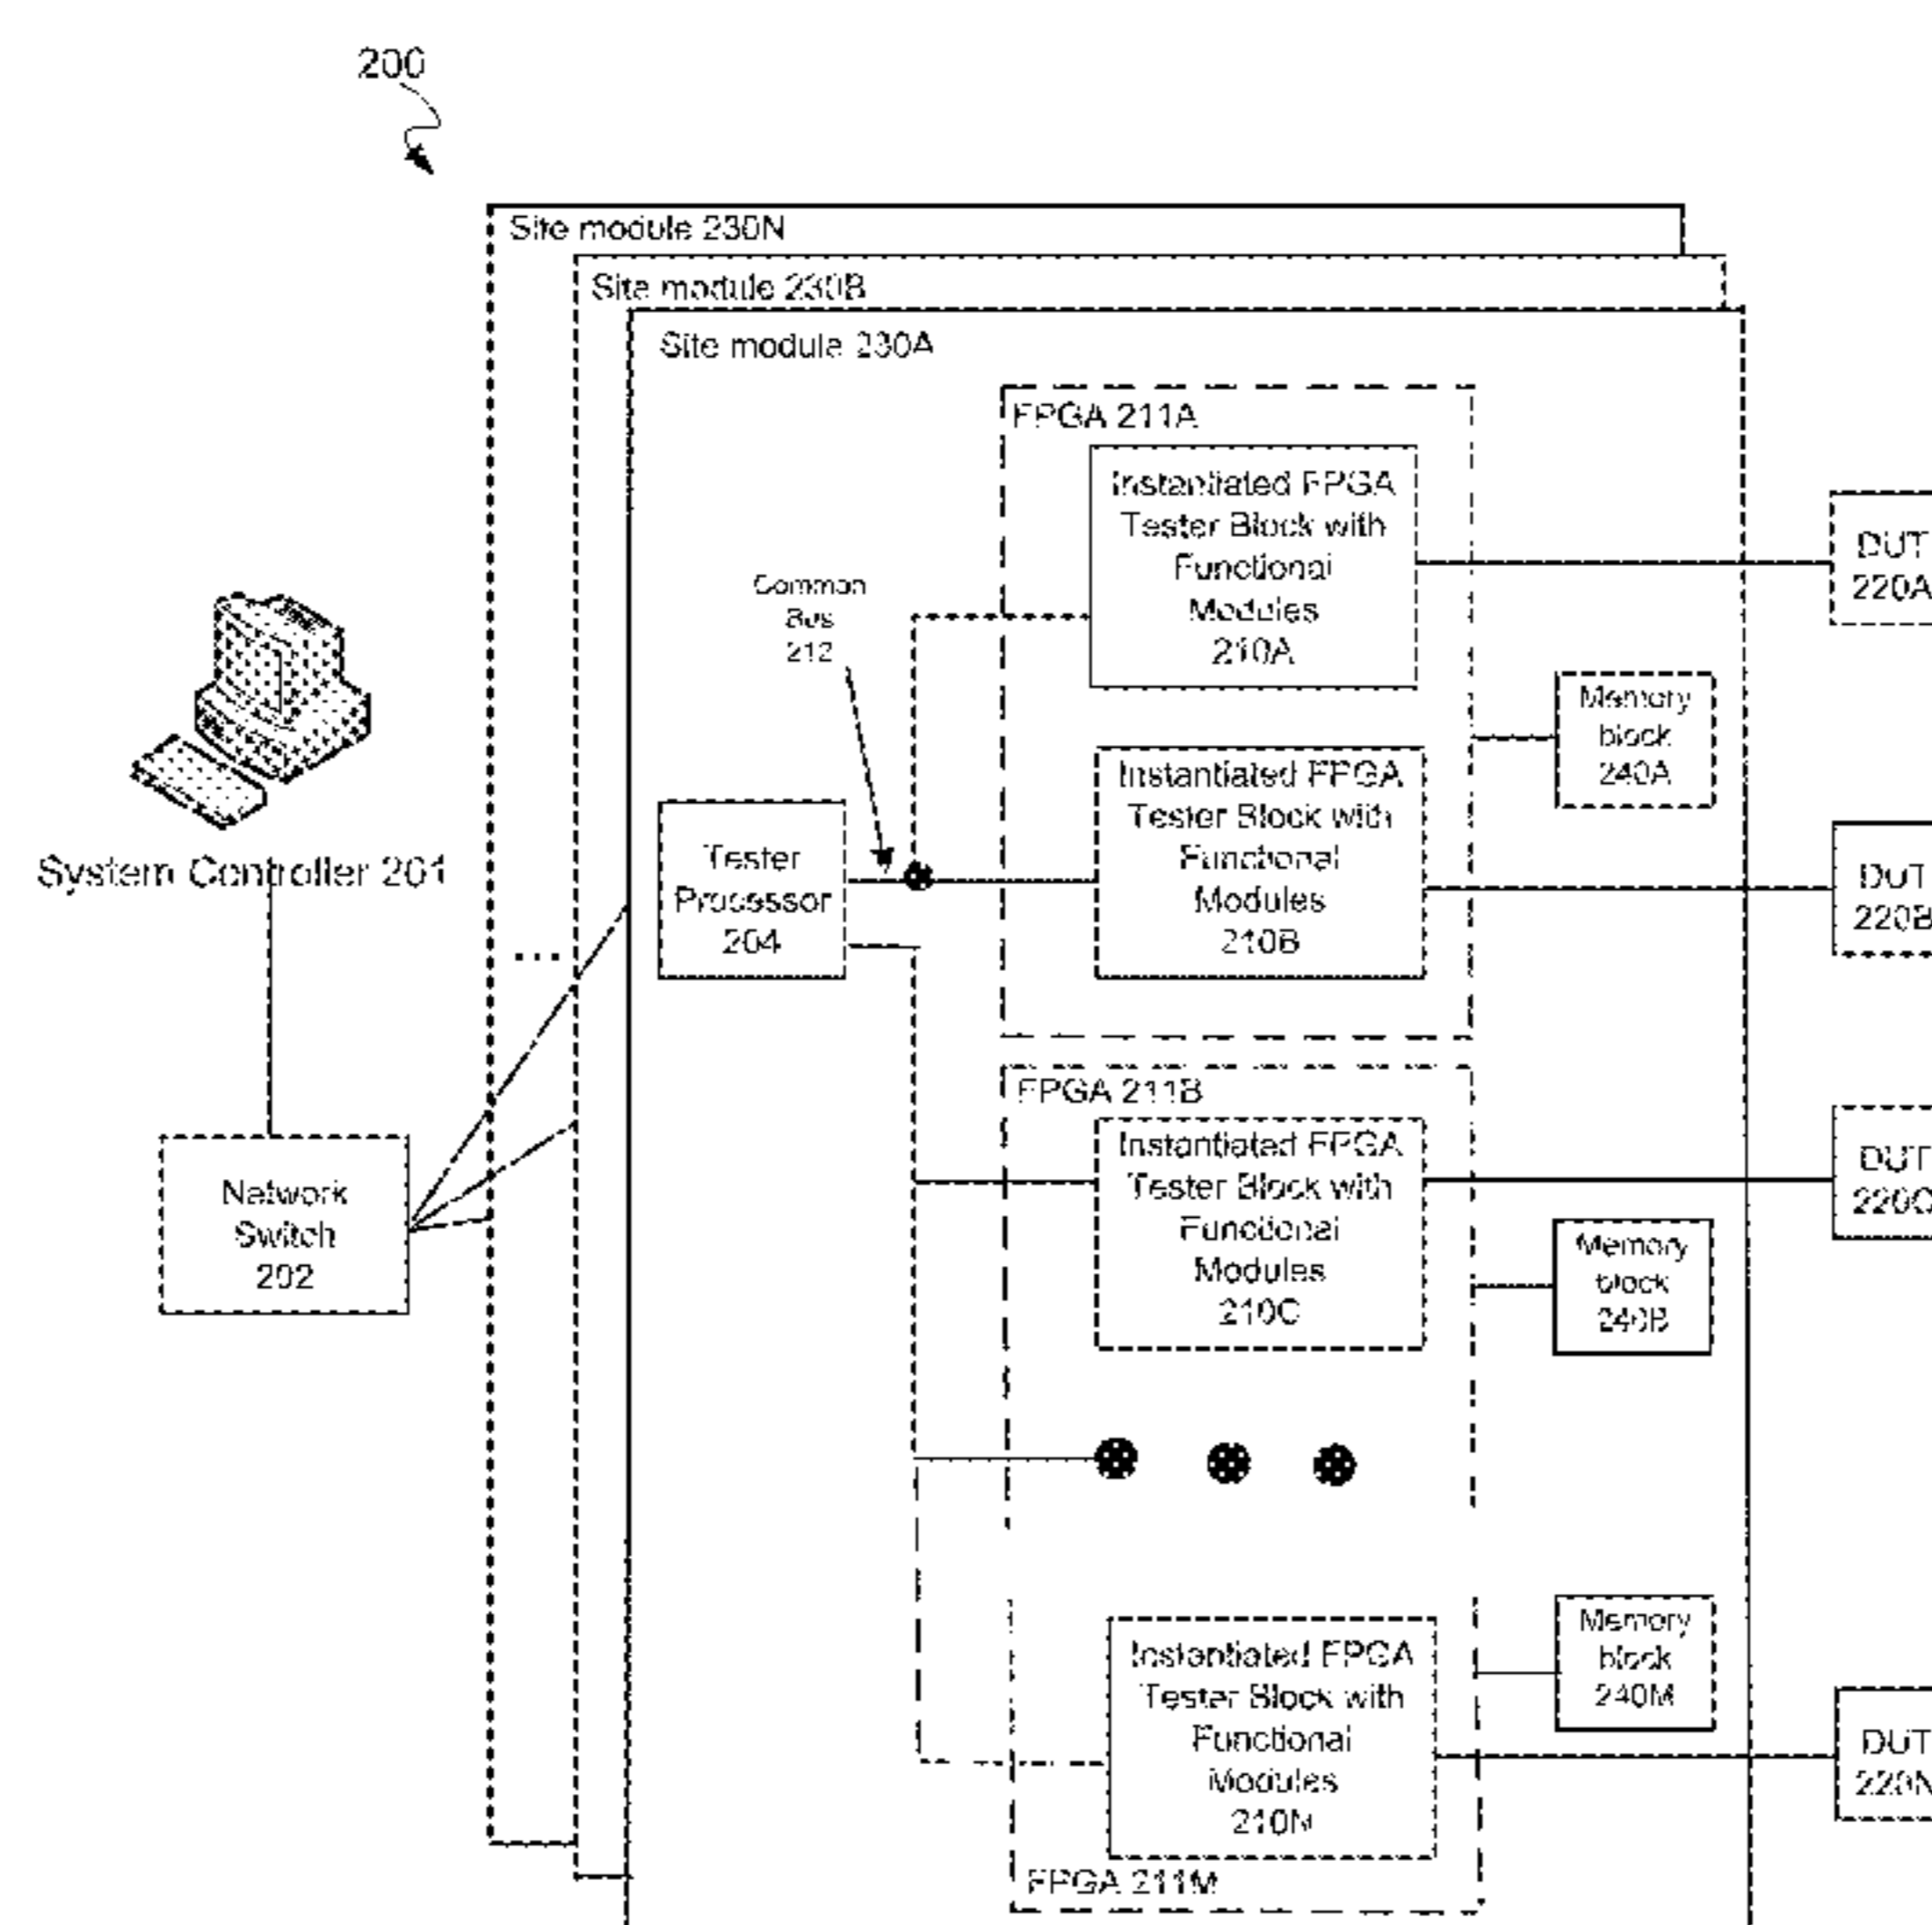 200
Site module 230N
Site module 230B
Site module 230A
FPGA 211A
Instantiated FPGA
Tester Block with
Functional
Modules
210A
DUT
220A
Common
Bus
212
Memory
block
240A
Instantiated FPGA
Tester Block with
Functional
Modules
210B
DUT
220B
System Controller 201
Tester
Processor
204
...
FPGA 211B
Instantiated FPGA
Tester Block with
Functional
Modules
210C
DUT
220C
Network
Switch
202
Memory
block
240B
Memory
block
240M
Instantiated FPGA
Tester Block with
Functional
Modules
210N
DUT
220N
FPGA 211M